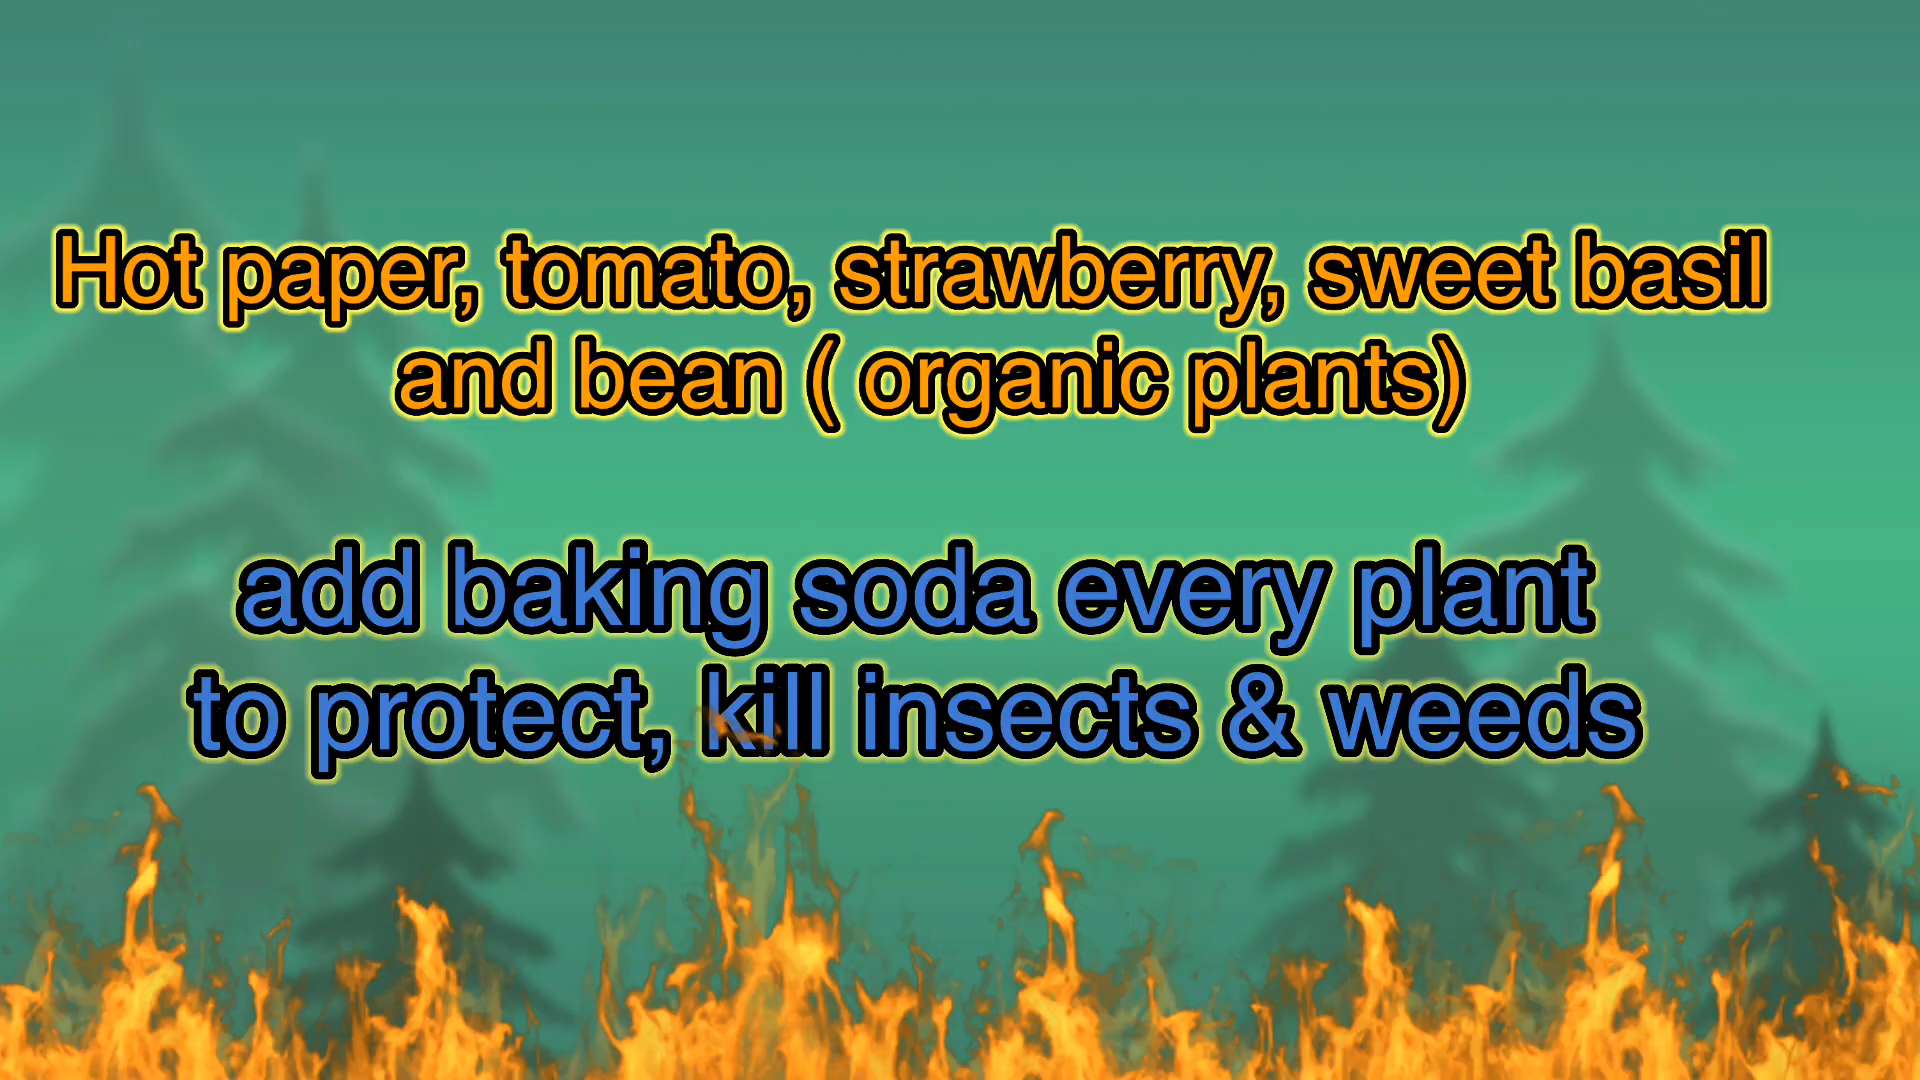 Hot paper, tomato, strawberry, sweet basil
and bean ( organic plants)
add baking soda every plant
to protect, kill insects & weeds